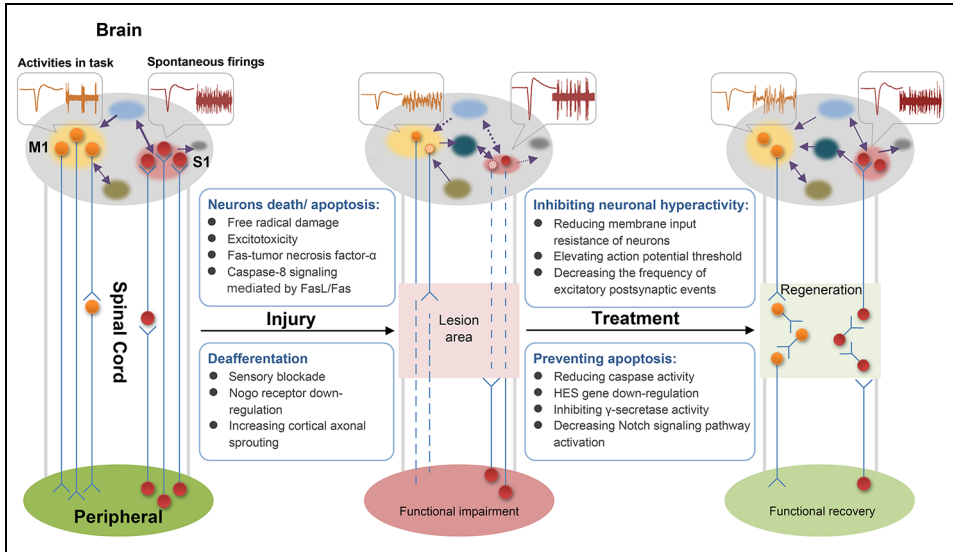 Brain
Activities in task
Spontaneous firings
M1
S1
Spinal Cord
Peripheral
Neurons death/ apoptosis:
Free radical damage
Excitotoxicity
Fas-tumor necrosis factor-α
Caspase-8 signaling
mediated by FasL/Fas
Injury
Deafferentation
Sensory blockade
Nogo receptor down-
regulation
Increasing cortical axonal
sprouting
Lesion
area
Functional impairment
Inhibiting neuronal hyperactivity:
Reducing membrane input
resistance of neurons
Elevating action potential threshold
Decreasing the frequency of
excitatory postsynaptic events
Treatment
Preventing apoptosis:
Reducing caspase activity
HES gene down-regulation
Inhibiting γ-secretase activity
Decreasing Notch signaling pathway
activation
Regeneration
Functional recovery